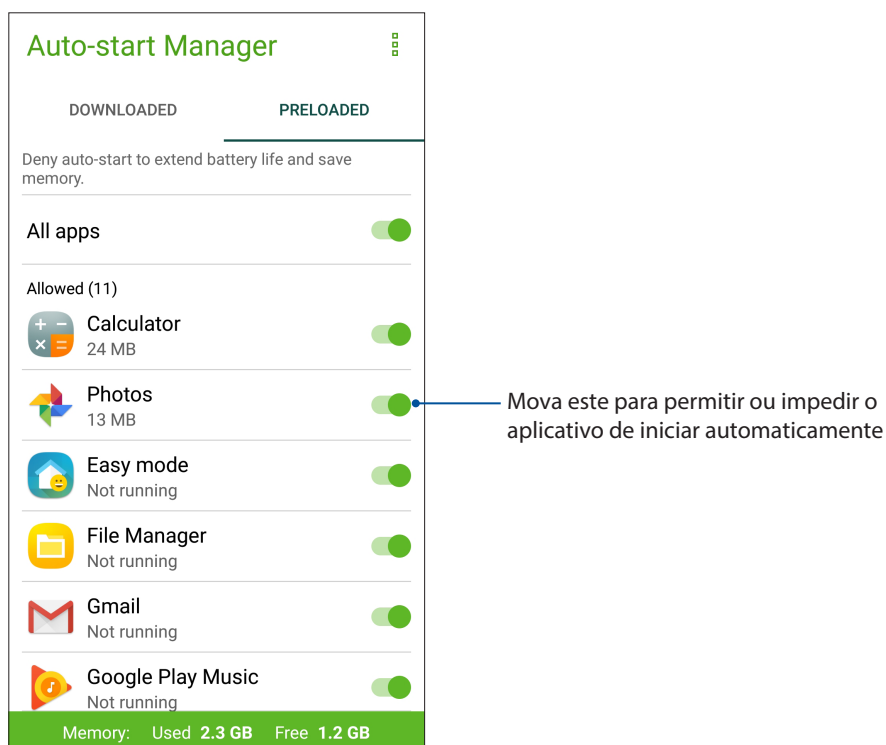 Auto-start Manager
DOWNLOADED PRELOADED
Deny auto-start to extend battery life and save
memory.
All apps
Allowed (11)
Calculator
24 MB
Photos
13 MB
Mova este para permitir ou impedir o
aplicativo de iniciar automaticamente
Easy mode
Not running
File Manager
Not running
Gmail
Not running
Google Play Music
Not running
Memory: Used 2.3 GB Free 1.2 GB